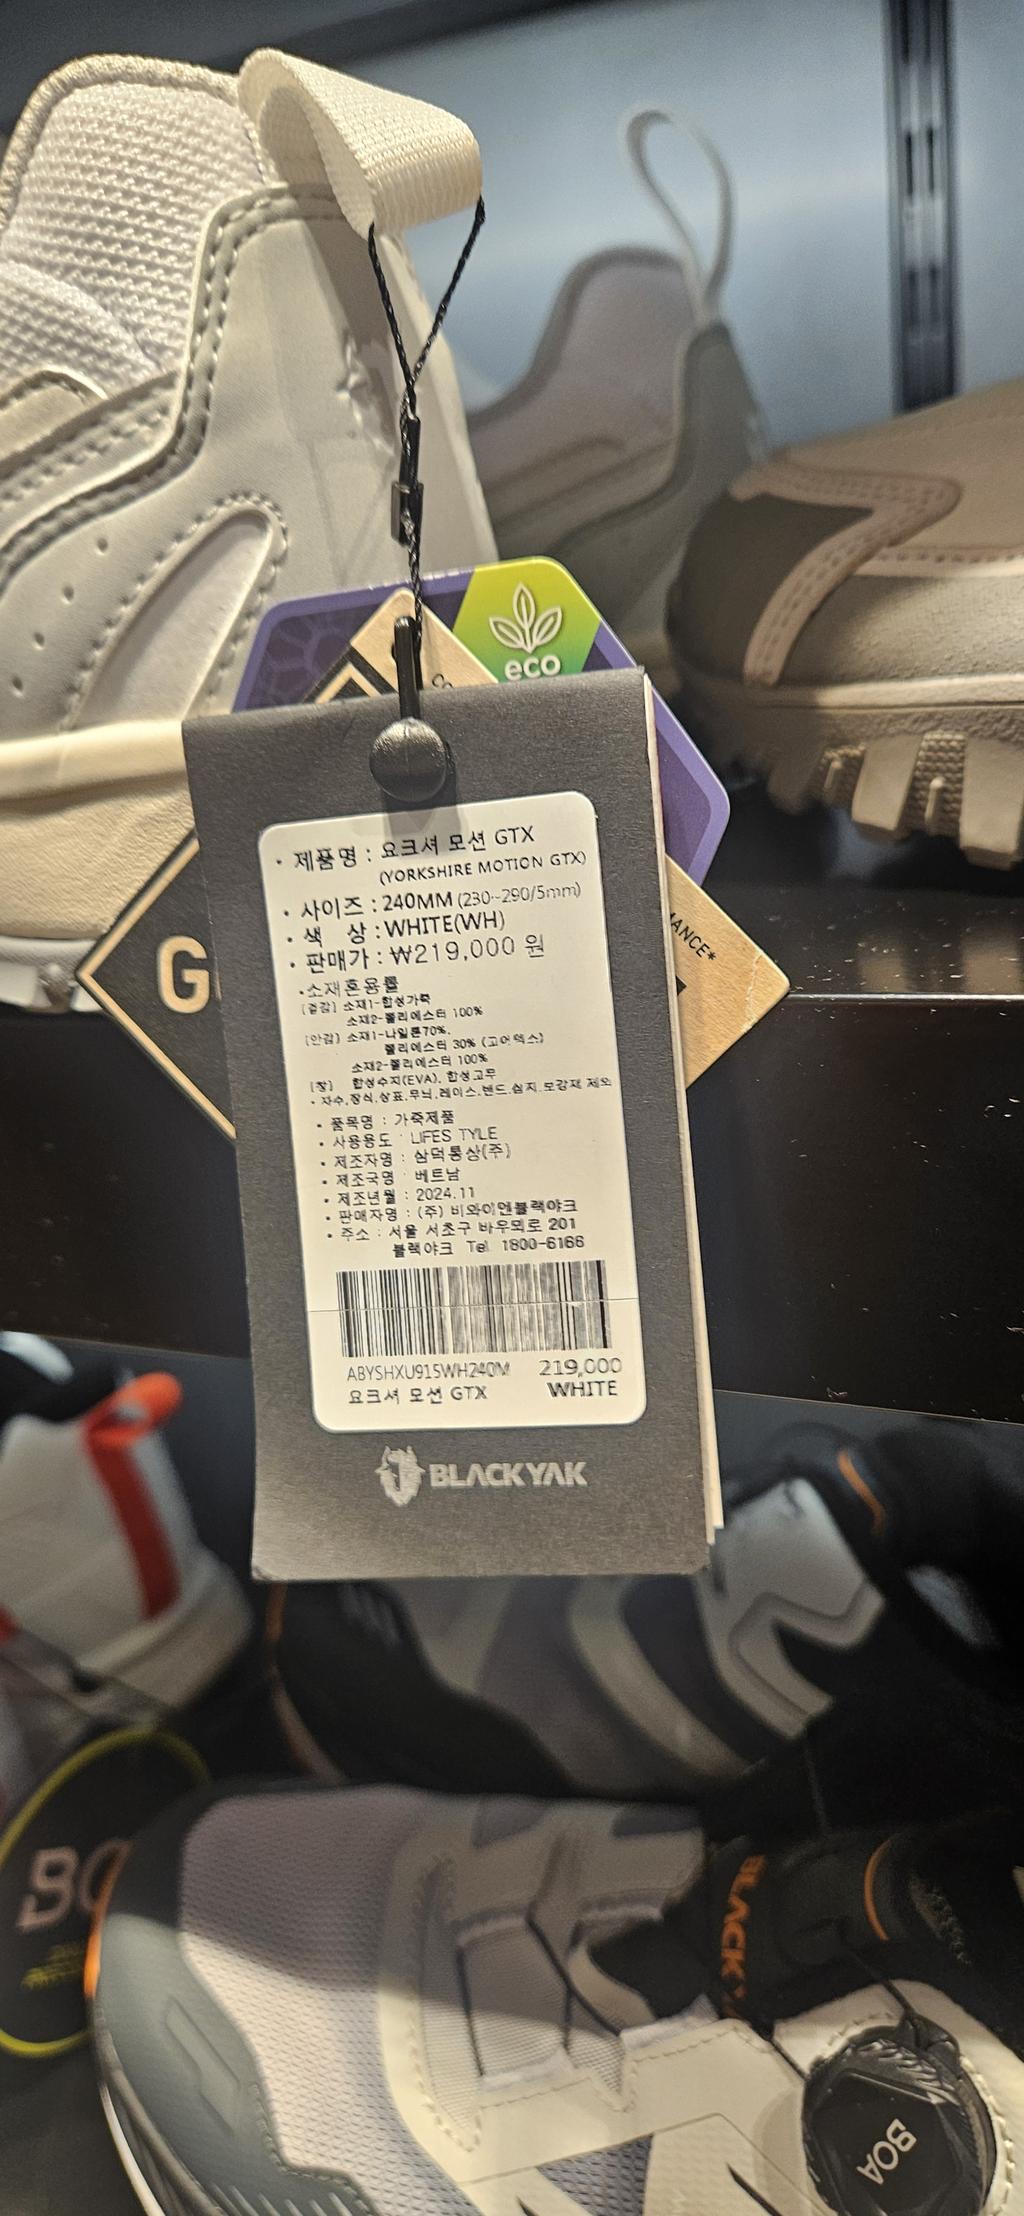 eco
G
MANCE*
• 제품명 : 요크셔 모션 GTX
(YORKSHIRE MOTION GTX)
• 사이즈 : 240MM (230~290/5mm)
• 색 상 : WHITE(WH)
• 판매가 : ₩219,000 원
•소재혼용률
[겉감] 소재1-합성가죽
소재2-폴리에스터 100%
[안감] 소재1-나일론70%,
폴리에스터 30% (고어텍스)
소재2-폴리에스터 100%
[창] 합성수지(EVA), 합성고무
• 자수,장식,상표,무늬,레이스,밴드,심지,보강재 제외
• 품목명 : 가죽제품
• 사용용도 : LIFES TYLE
• 제조자명 : 삼덕통상(주)
• 제조국명 : 베트남
• 제조년월 : 2024.11
• 판매자명 : (주) 비와이엔블랙야크
• 주소 : 서울 서초구 바우뫼로 201
블랙야크 Tel 1800-6166
ABYSHXU915WH240M 219,000
요크셔 모션 GTX WHITE
BLACKYAK
BO
BLACKYA
BOA